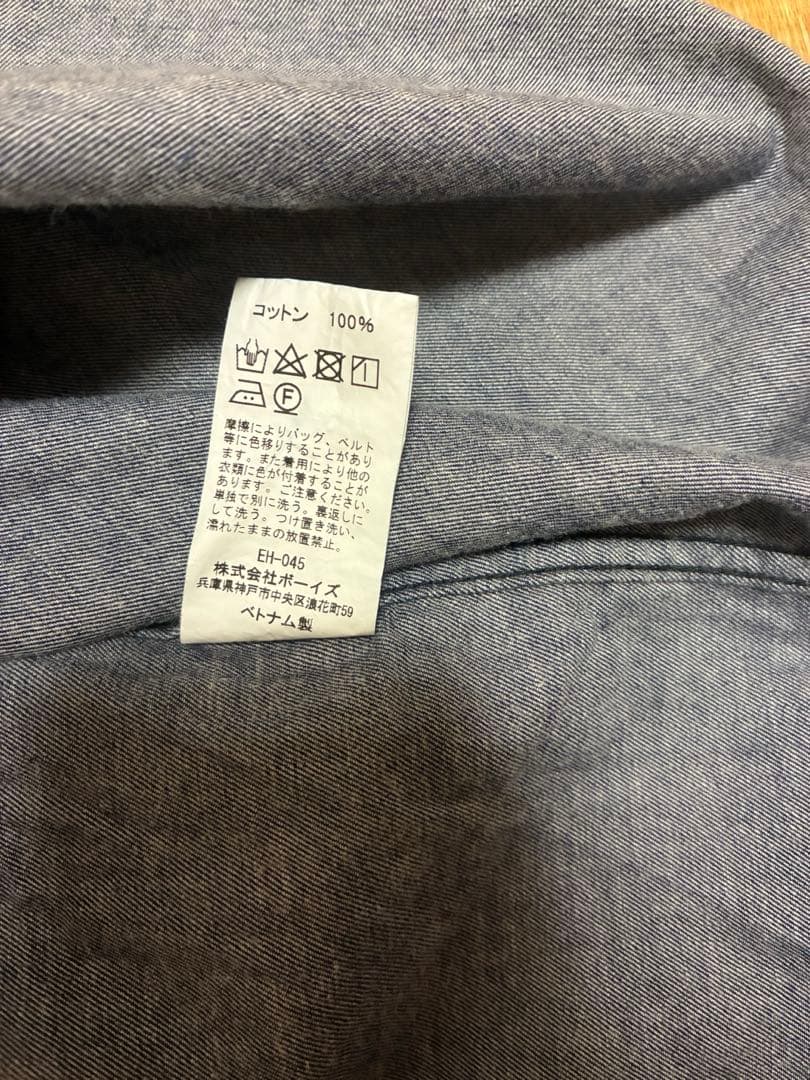 コットン 100%
F
摩擦によりバッグ、ベルト
等に色移りすることがあり
ます。また着用により他の
衣類に色が付着することが
あります。ご注意ください。
単独で別に洗う。裏返しに
して洗う。つけ置き洗い、
濡れたままの放置禁止。
EH-045
株式会社ボーイズ
兵庫県神戸市中央区浪花町59
ベトナム製